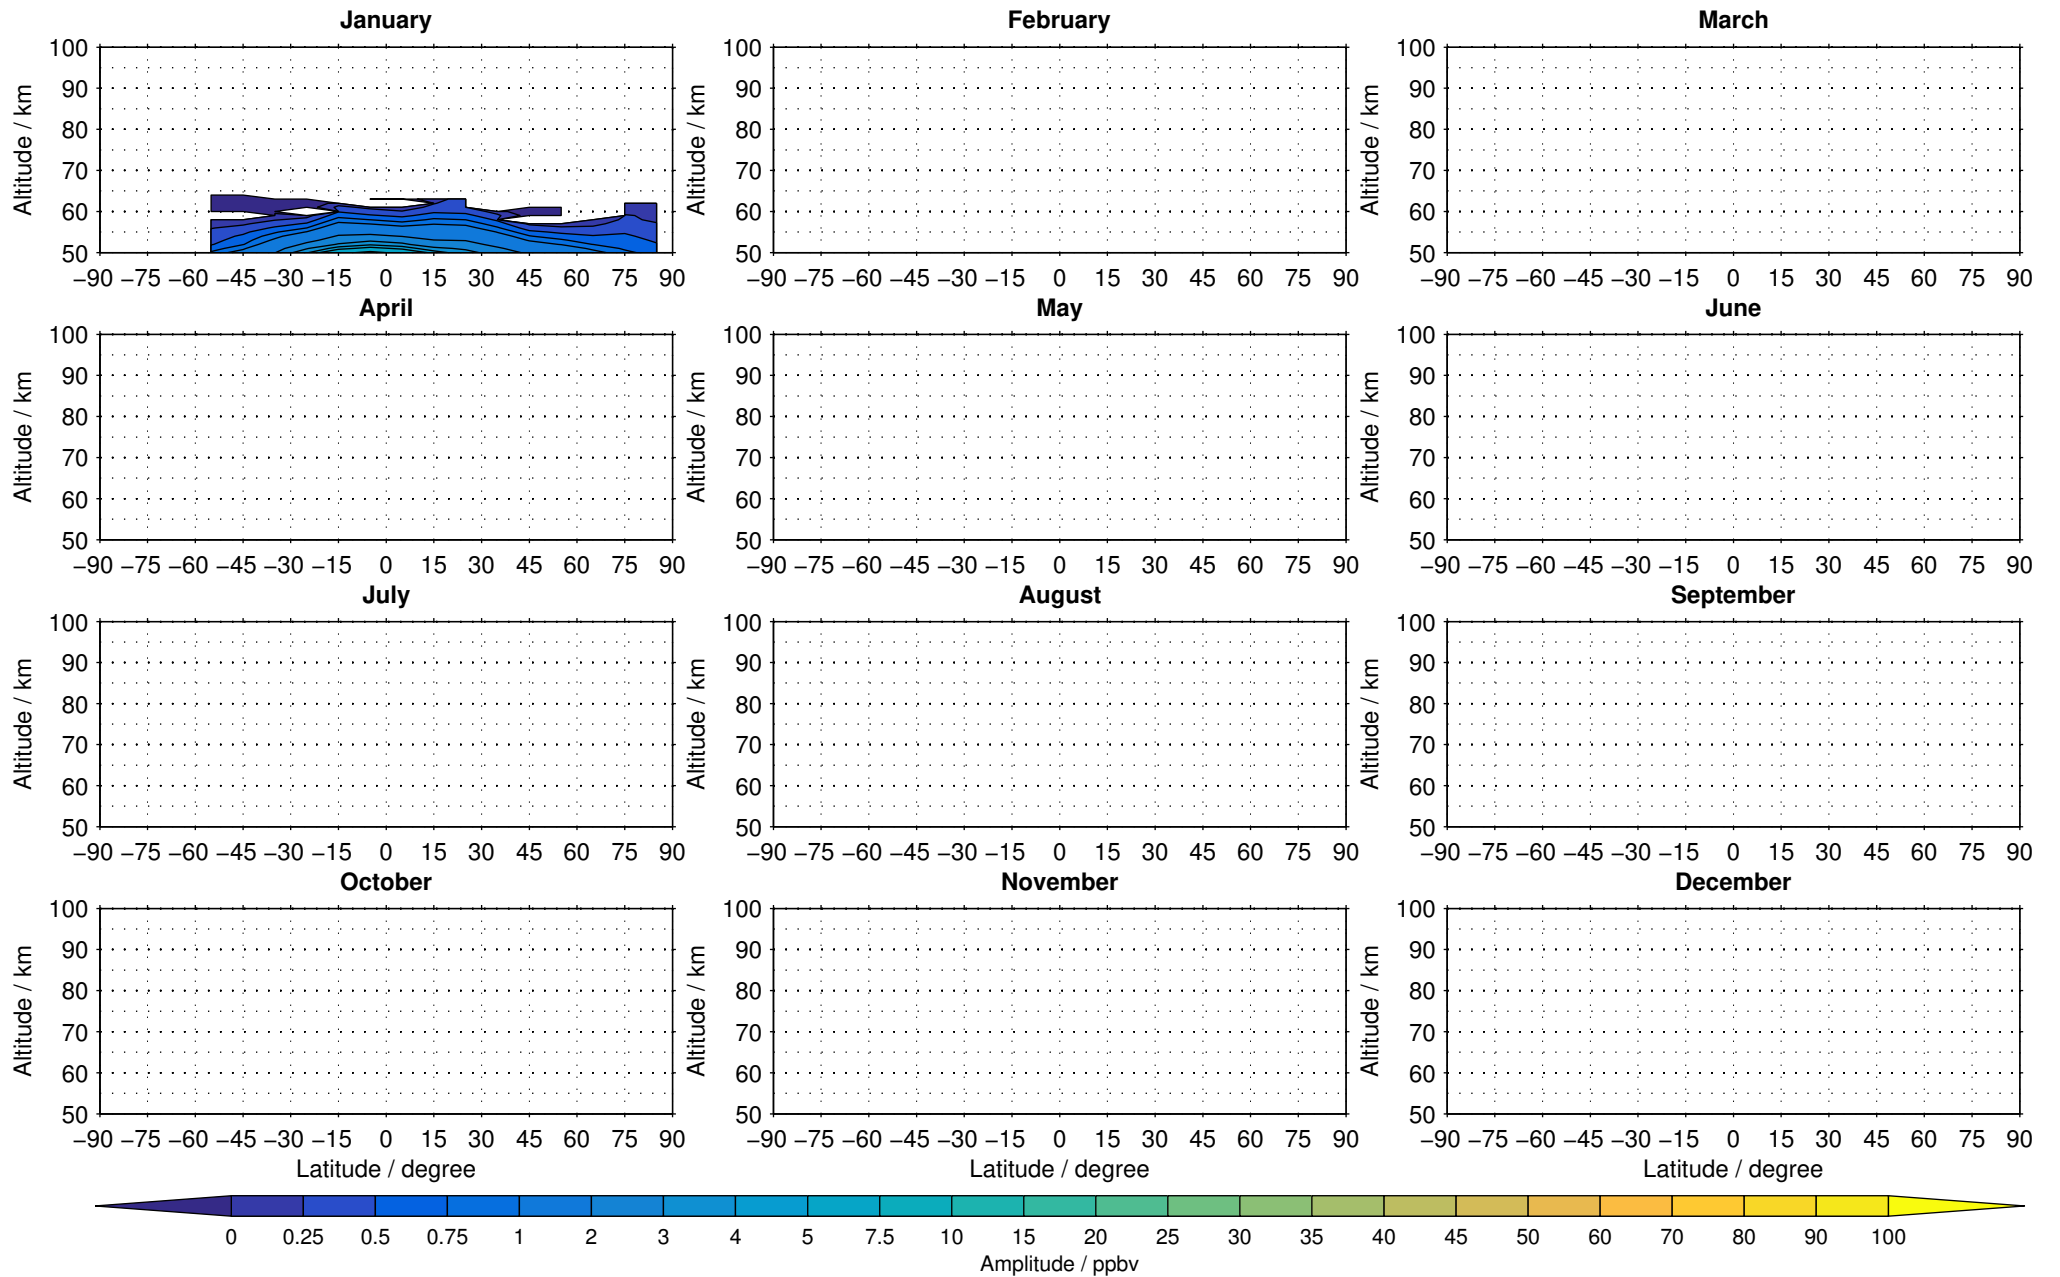 January February March
100 100 100
90 90 90
80 80 80
70 70 70
60 60 60
50 50 50
Altitude / km Altitude / km Altitude / km
−90 −75 −60 −45 −30 −15 0 15 30 45 60 75 90 −90 −75 −60 −45 −30 −15 0 15 30 45 60 75 90 −90 −75 −60 −45 −30 −15 0 15 30 45 60 75 90
April May June
100 100 100
90 90 90
80 80 80
70 70 70
60 60 60
50 50 50
Altitude / km Altitude / km Altitude / km
−90 −75 −60 −45 −30 −15 0 15 30 45 60 75 90 −90 −75 −60 −45 −30 −15 0 15 30 45 60 75 90 −90 −75 −60 −45 −30 −15 0 15 30 45 60 75 90
July August September
100 100 100
90 90 90
80 80 80
70 70 70
60 60 60
50 50 50
Altitude / km Altitude / km Altitude / km
−90 −75 −60 −45 −30 −15 0 15 30 45 60 75 90 −90 −75 −60 −45 −30 −15 0 15 30 45 60 75 90 −90 −75 −60 −45 −30 −15 0 15 30 45 60 75 90
October November December
100 100 100
90 90 90
80 80 80
70 70 70
60 60 60
50 50 50
Altitude / km Altitude / km Altitude / km
−90 −75 −60 −45 −30 −15 0 15 30 45 60 75 90 −90 −75 −60 −45 −30 −15 0 15 30 45 60 75 90 −90 −75 −60 −45 −30 −15 0 15 30 45 60 75 90
Latitude / degree Latitude / degree Latitude / degree
0 0.25 0.5 0.75 1 2 3 4 5 7.5 10 15 20 25 30 35 40 45 50 60 70 80 90 100
Amplitude / ppbv